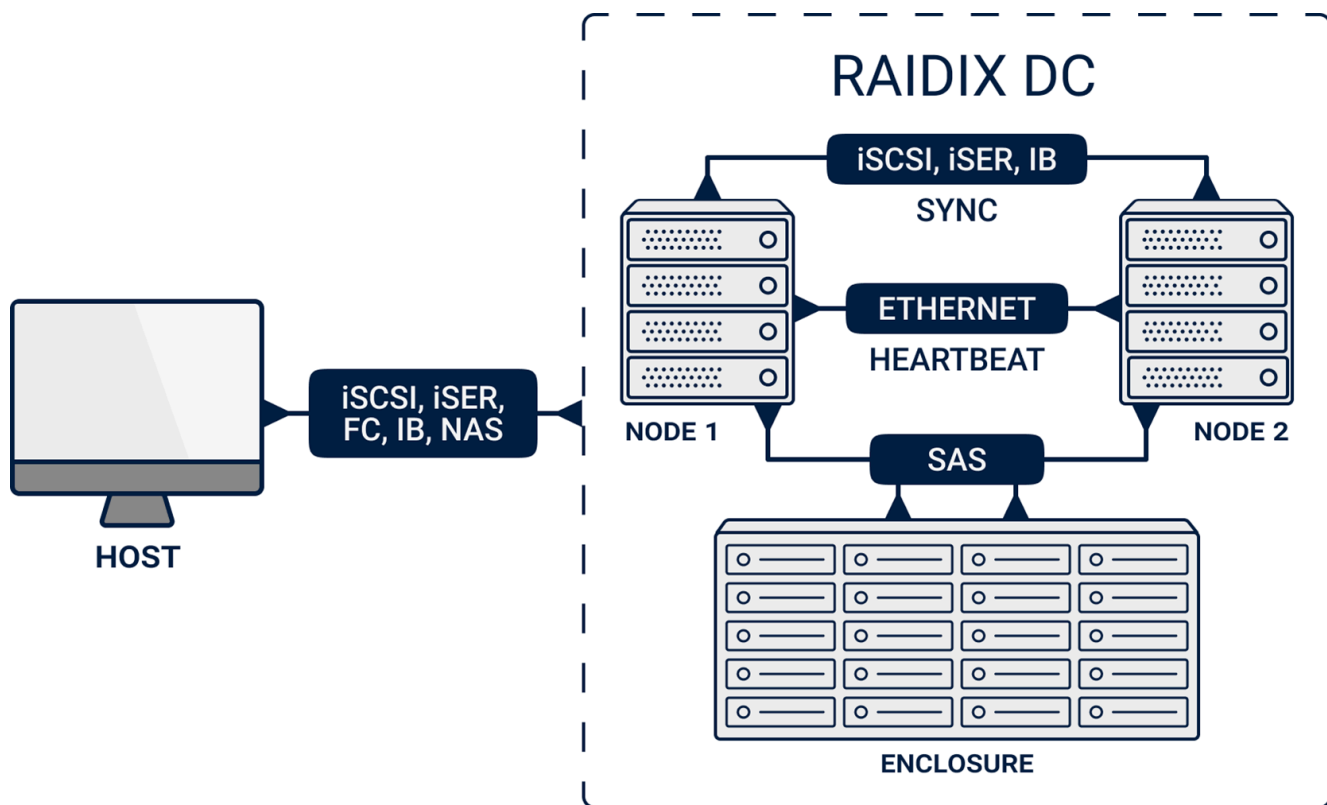 RAIDIX DC
iSCSI, iSER, IB
SYNC
ETHERNET
HEARTBEAT
iSCSI, iSER,
FC, IB, NAS
NODE 1
NODE 2
SAS
HOST
ENCLOSURE